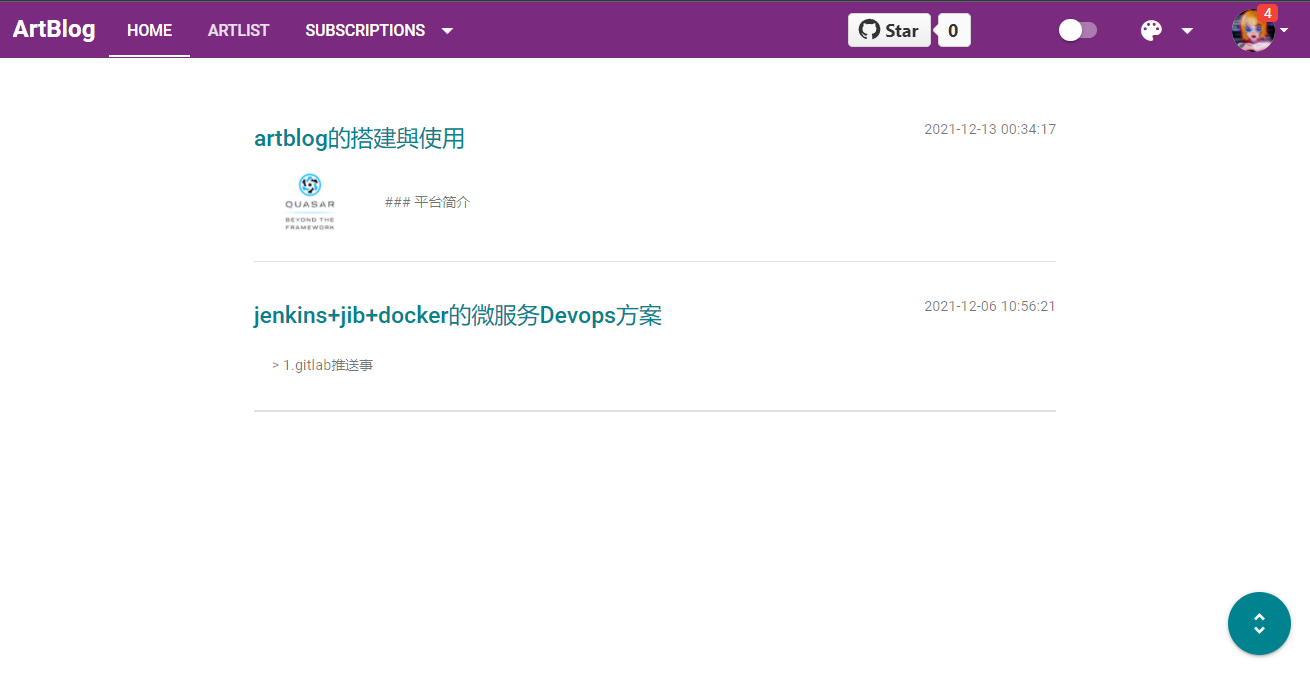 ArtBlog HOME ARTLIST SUBSCRIPTIONS Star 0 4
artblog的搭建與使用 2021-12-13 00:34:17
QUASAR
BEYOND THE
FRAMEWORK
### 平台简介
jenkins+jib+docker的微服务Devops方案 2021-12-06 10:56:21
> 1.gitlab推送事